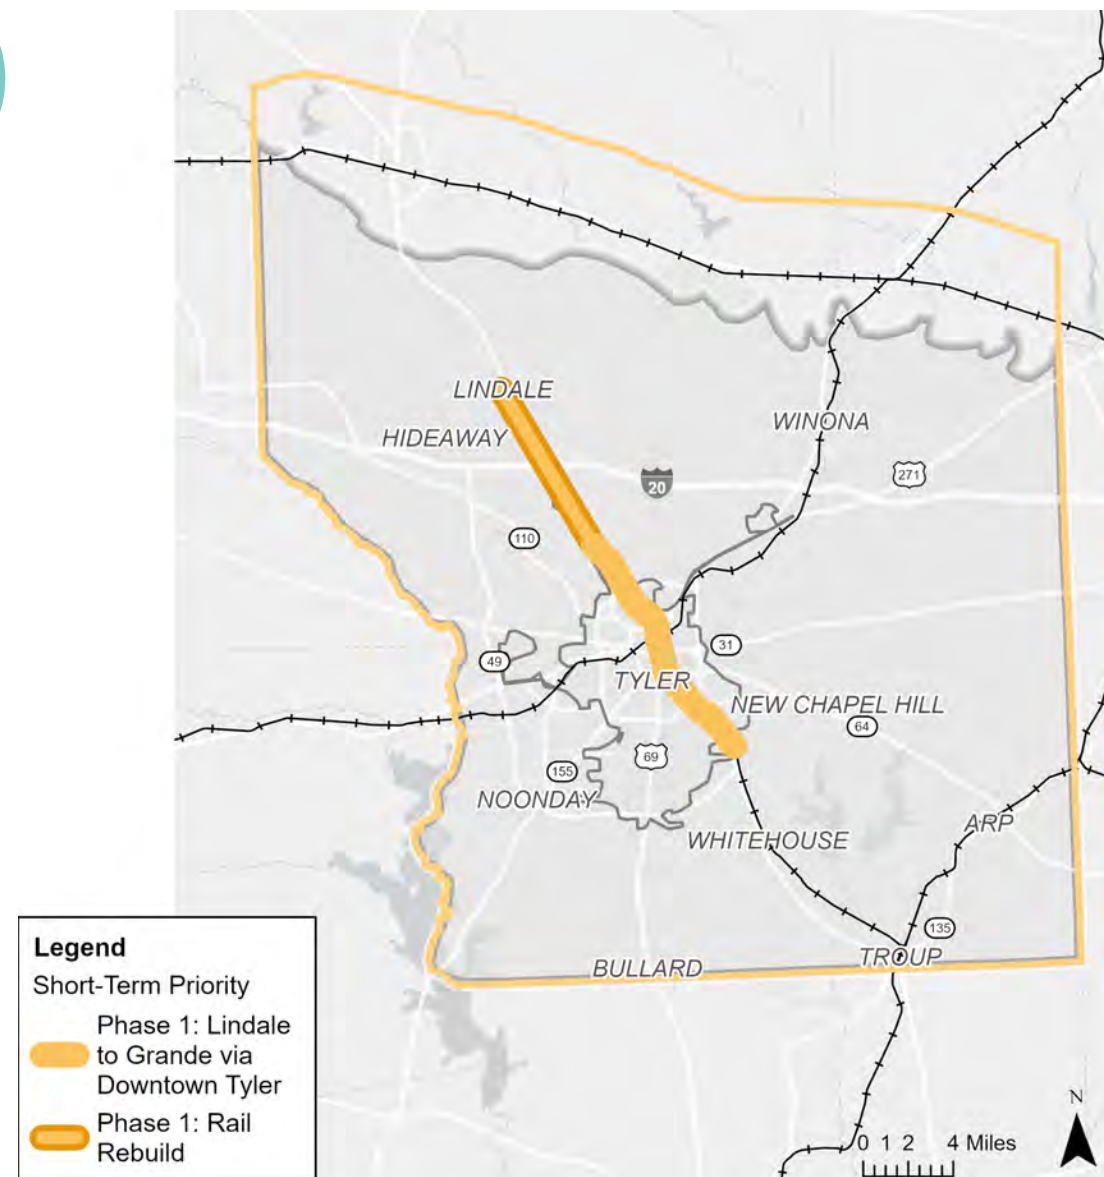 LINDALE
HIDEAWAY
WINONA
271
20
110
31
49
TYLER
NEW CHAPEL HILL
64
69
155
NOONDAY
WHITEHOUSE
ARP
135
TROUP
BULLARD
Legend
Short-Term Priority
Phase 1: Lindale
to Grande via
Downtown Tyler
Phase 1: Rail
Rebuild
N
0 1 2 4 Miles